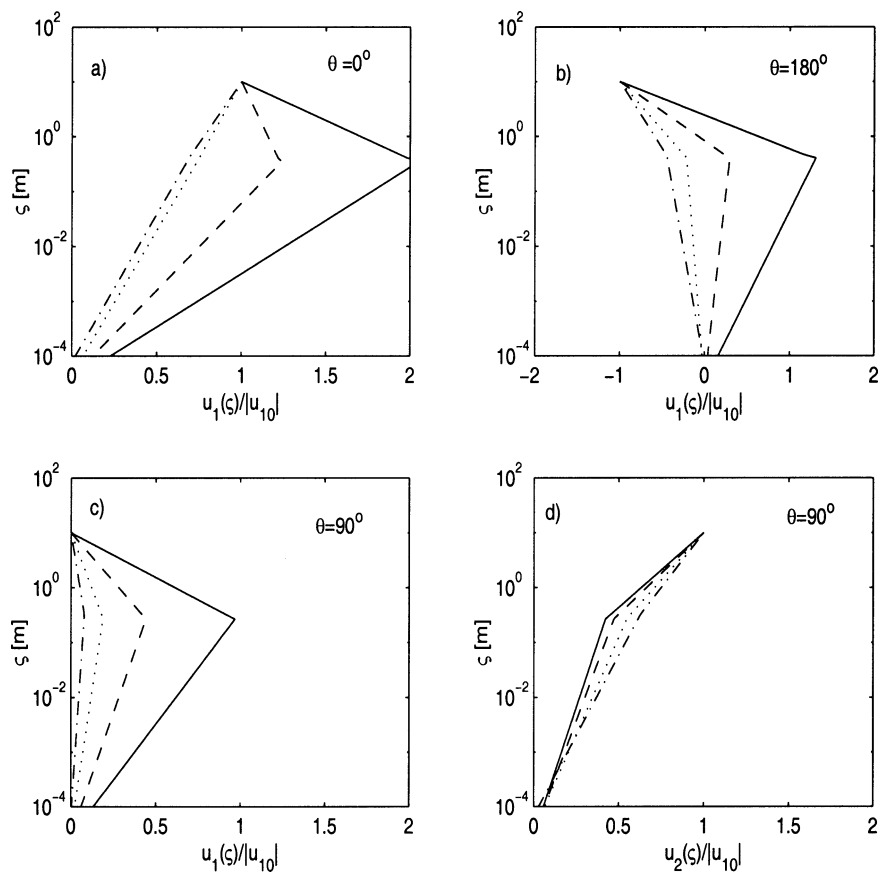 a)
θ =0°
10²
10⁰
10⁻²
10⁻⁴
ς [m]
0 0.5 1 1.5 2
u₁(ς)/|u₁₀|
b)
θ=180°
10²
10⁰
10⁻²
10⁻⁴
ς [m]
−2 −1 0 1 2
u₁(ς)/|u₁₀|
c)
θ=90°
10²
10⁰
10⁻²
10⁻⁴
ς [m]
0 0.5 1 1.5 2
u₁(ς)/|u₁₀|
d)
θ=90°
10²
10⁰
10⁻²
10⁻⁴
ς [m]
0 0.5 1 1.5 2
u₂(ς)/|u₁₀|